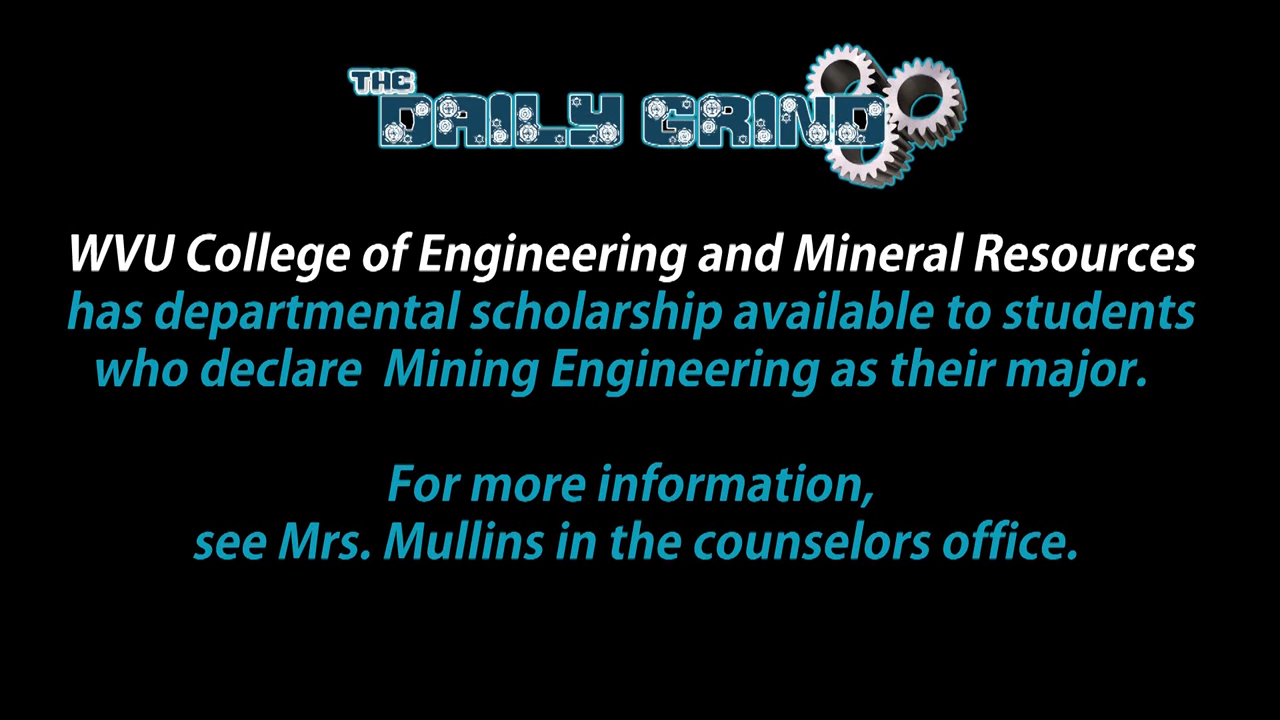 THE
DAILY GRIND
WVU College of Engineering and Mineral Resources
has departmental scholarship available to students
who declare  Mining Engineering as their major.
For more information,
see Mrs. Mullins in the counselors office.